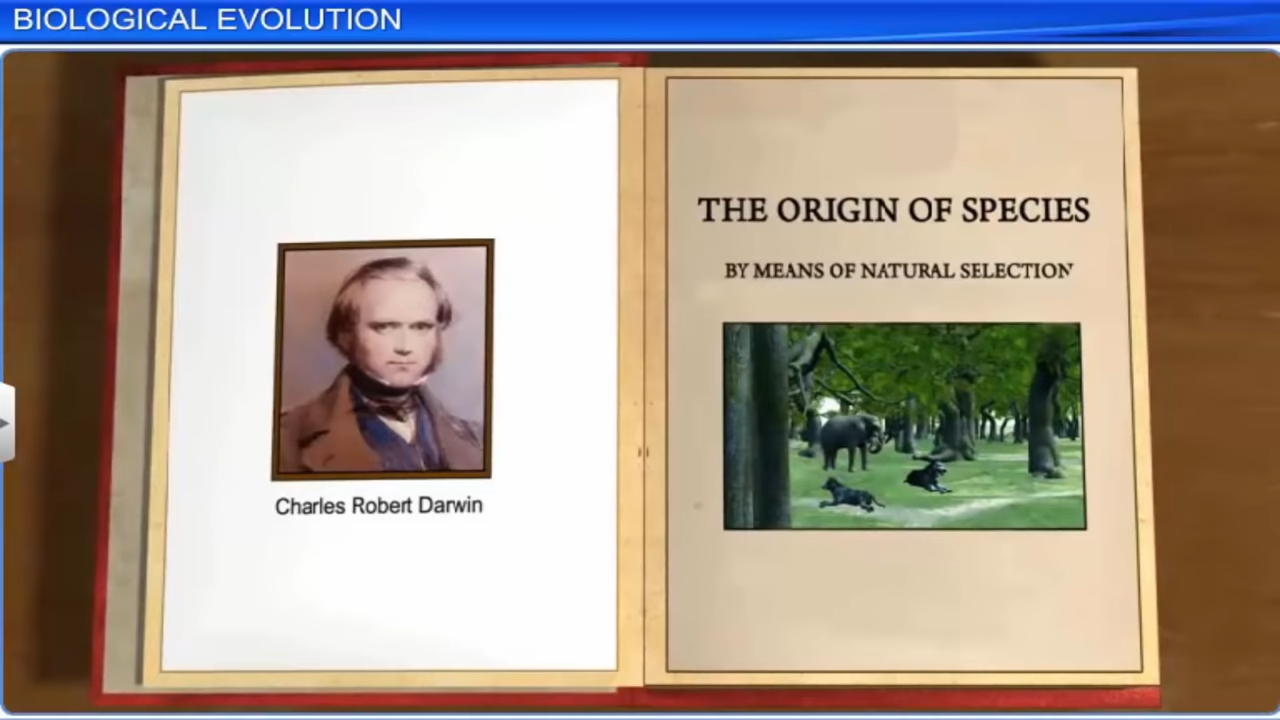 BIOLOGICAL EVOLUTION
Charles Robert Darwin
THE ORIGIN OF SPECIES
BY MEANS OF NATURAL SELECTION